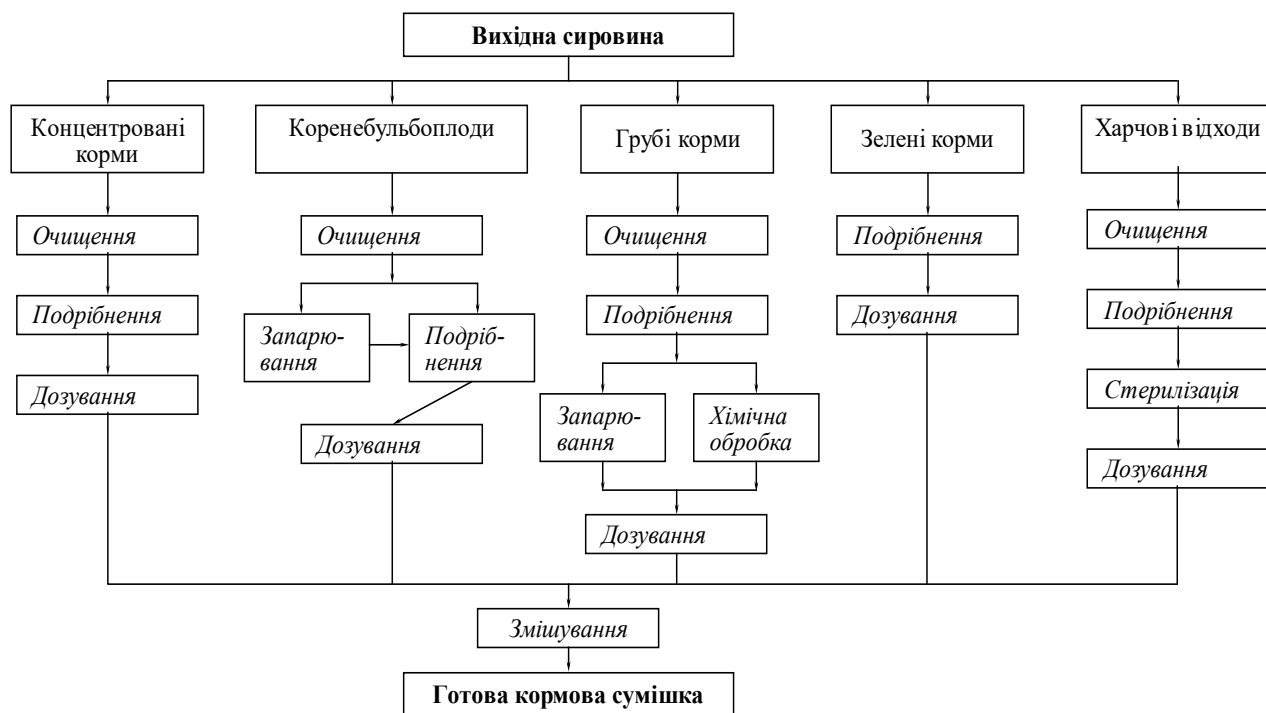 Вихідна сировина
Концентровані
корми
Коренебульбоплоди
Грубі корми
Зелені корми
Харчові відходи
Очищення
Очищення
Очищення
Подрібнення
Очищення
Подрібнення
Запарю-
вання
Подріб-
нення
Подрібнення
Дозування
Подрібнення
Дозування
Дозування
Запарю-
вання
Хімічна
обробка
Стерилізація
Дозування
Дозування
Змішування
Готова кормова сумішка